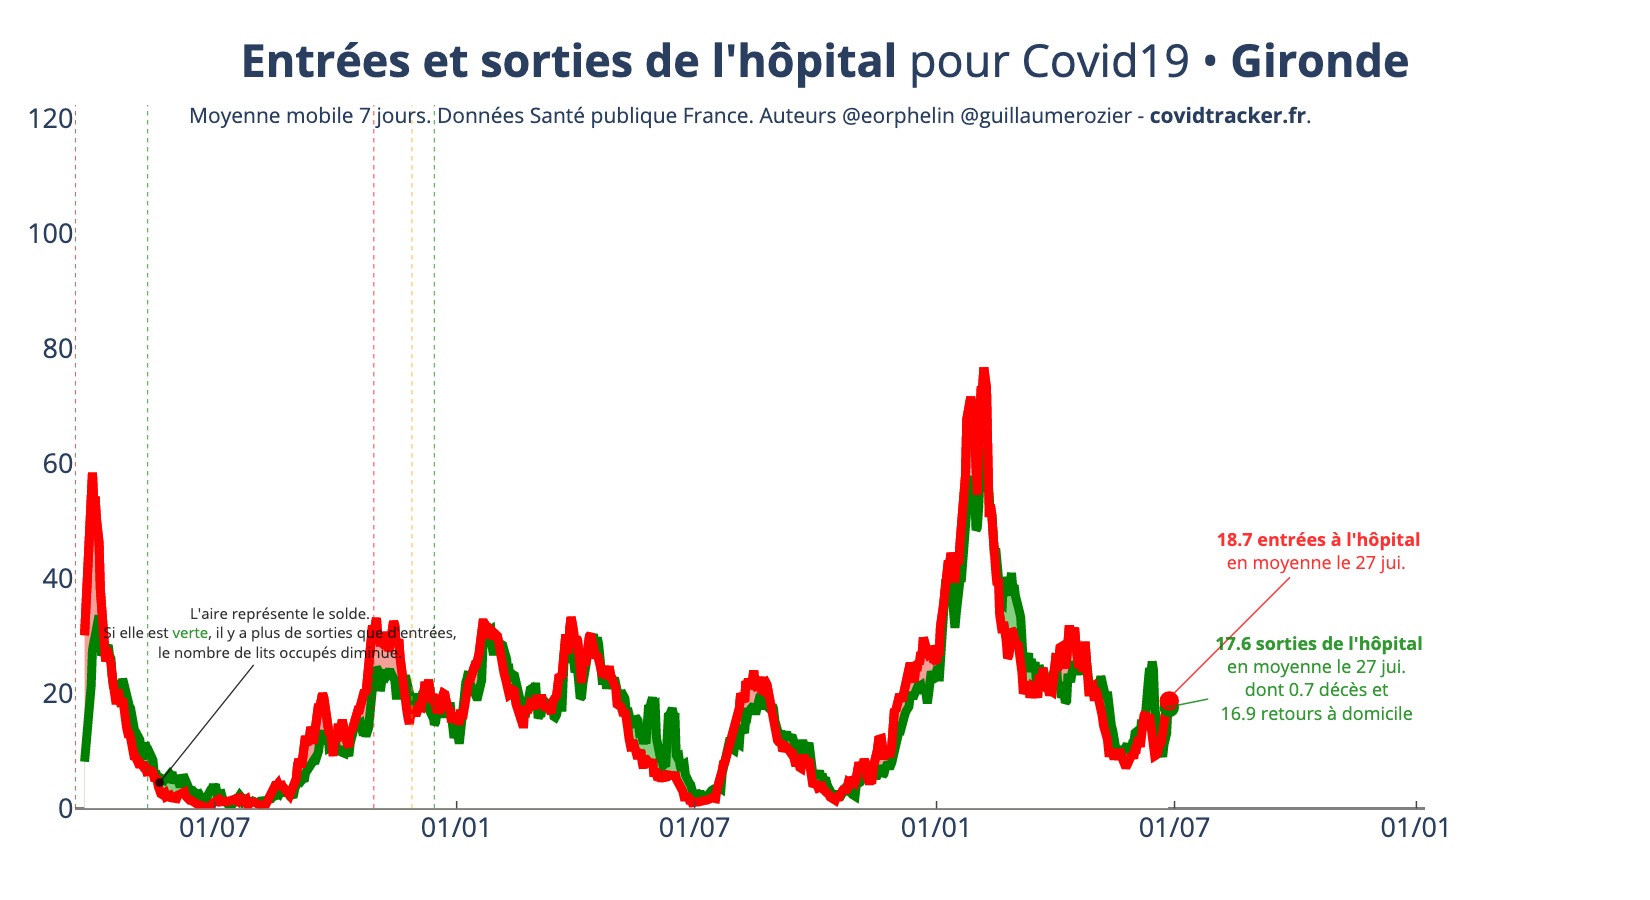 Entrées et sorties de l'hôpital pour Covid19 • Gironde
Moyenne mobile 7 jours. Données Santé publique France. Auteurs @eorphelin @guillaumerozier - covidtracker.fr.
120
100
80
60
40
20
0
L'aire représente le solde.
Si elle est verte, il y a plus de sorties que d'entrées,
le nombre de lits occupés diminue.
18.7 entrées à l'hôpital
en moyenne le 27 jui.
17.6 sorties de l'hôpital
en moyenne le 27 jui.
dont 0.7 décès et
16.9 retours à domicile
01/07
01/01
01/07
01/01
01/07
01/01